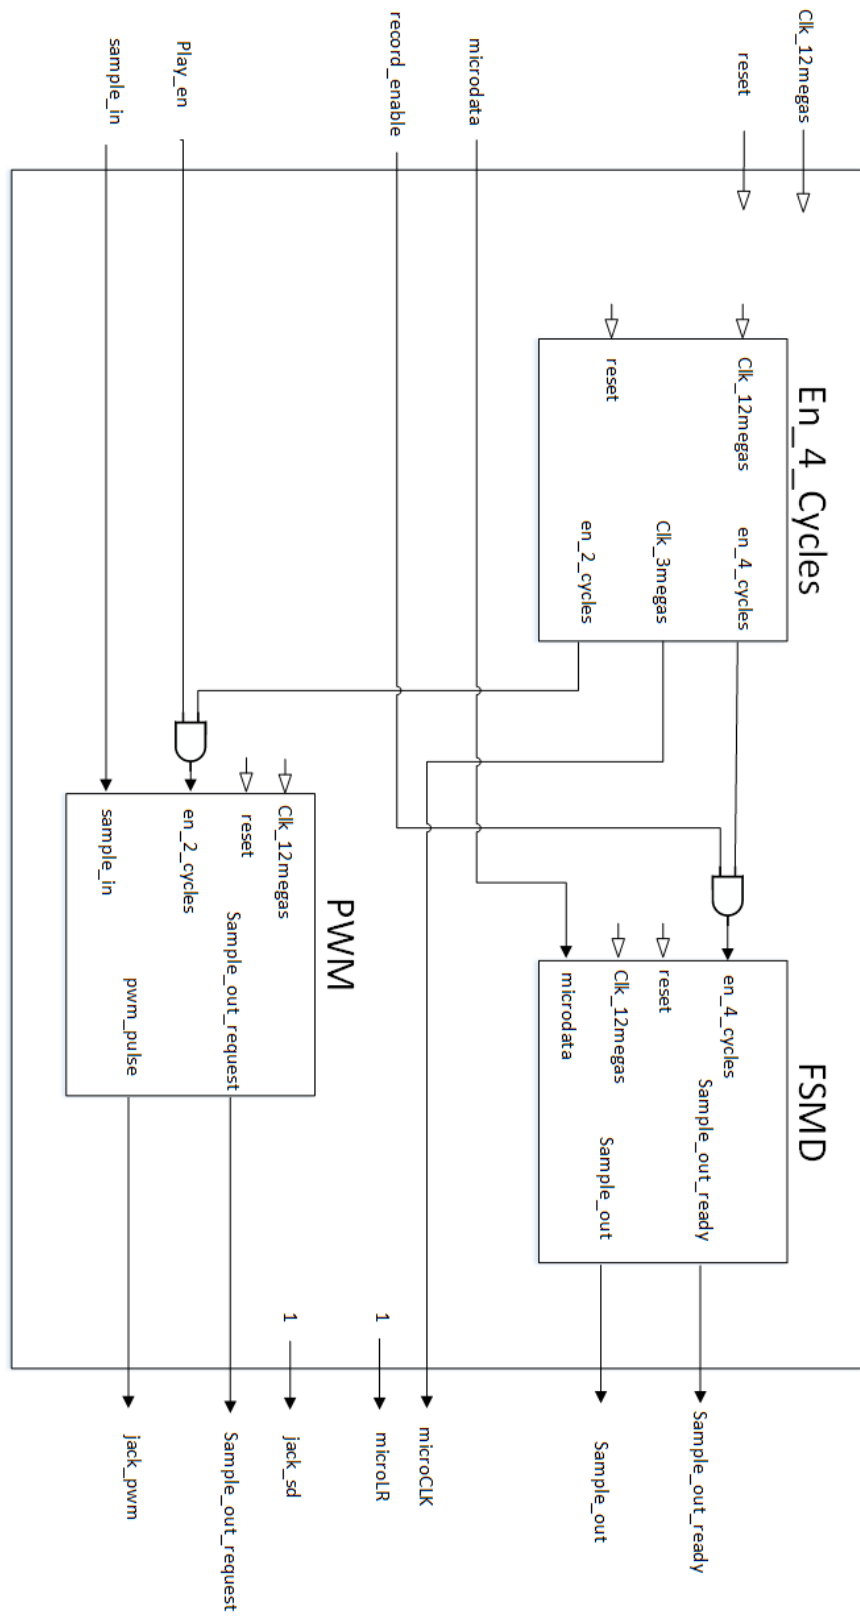 Clk_12megas
reset
En_4_Cycles
Clk_12megas
en_4_cycles
Clk_3megas
reset
en_2_cycles
FSMD
en_4_cycles
Sample_out_ready
reset
Clk_12megas
Sample_out
microdata
Sample_out_ready
Sample_out
microdata
record_enable
microCLK
1
microLR
PWM
Clk_12megas
reset
Sample_out_request
en_2_cycles
pwm_pulse
sample_in
1
jack_sd
Sample_out_request
Play_en
sample_in
jack_pwm